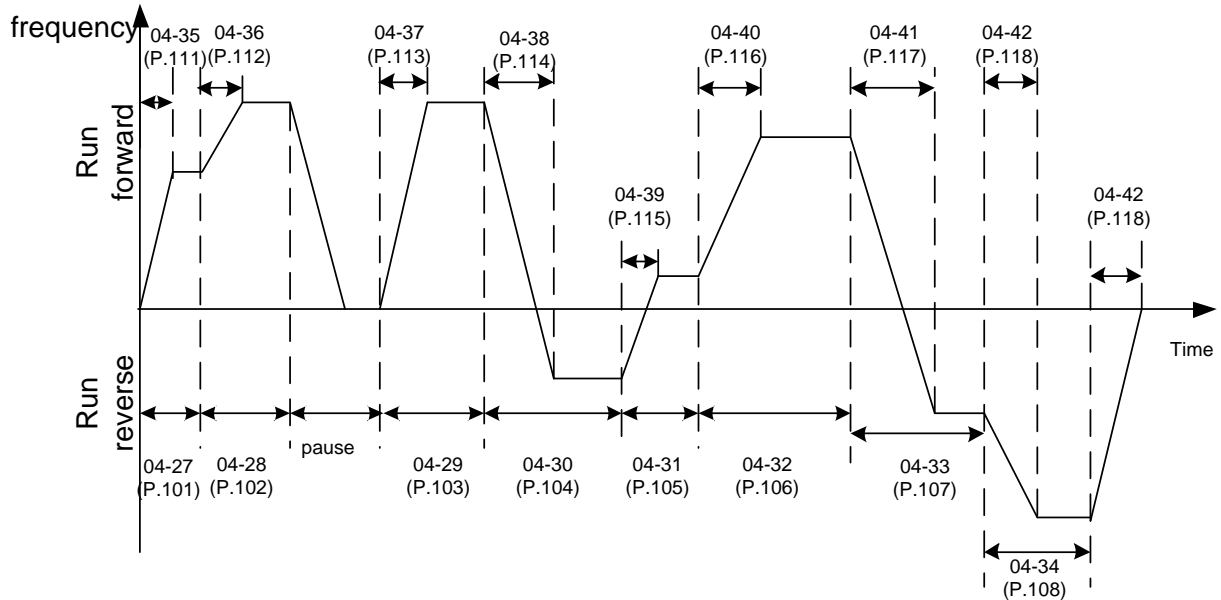 frequency
04-35
(P.111)
04-36
(P.112)
04-37
(P.113)
04-38
(P.114)
04-40
(P.116)
04-41
(P.117)
04-42
(P.118)
Run
forward
04-39
(P.115)
04-42
(P.118)
Time
Run
reverse
pause
04-27
(P.101)
04-28
(P.102)
04-29
(P.103)
04-30
(P.104)
04-31
(P.105)
04-32
(P.106)
04-33
(P.107)
04-34
(P.108)